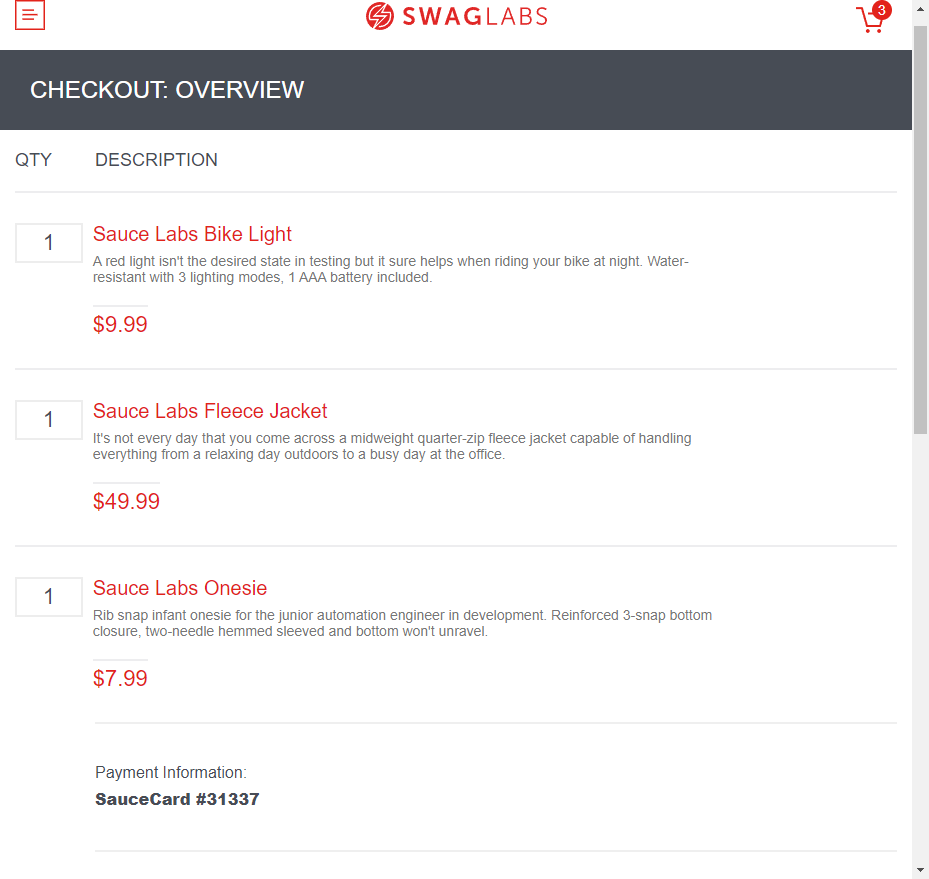 SWAGLABS
3
CHECKOUT: OVERVIEW
QTY DESCRIPTION
1
Sauce Labs Bike Light
A red light isn't the desired state in testing but it sure helps when riding your bike at night. Water-
resistant with 3 lighting modes, 1 AAA battery included.
$9.99
1
Sauce Labs Fleece Jacket
It's not every day that you come across a midweight quarter-zip fleece jacket capable of handling
everything from a relaxing day outdoors to a busy day at the office.
$49.99
1
Sauce Labs Onesie
Rib snap infant onesie for the junior automation engineer in development. Reinforced 3-snap bottom
closure, two-needle hemmed sleeved and bottom won't unravel.
$7.99
Payment Information:
SauceCard #31337